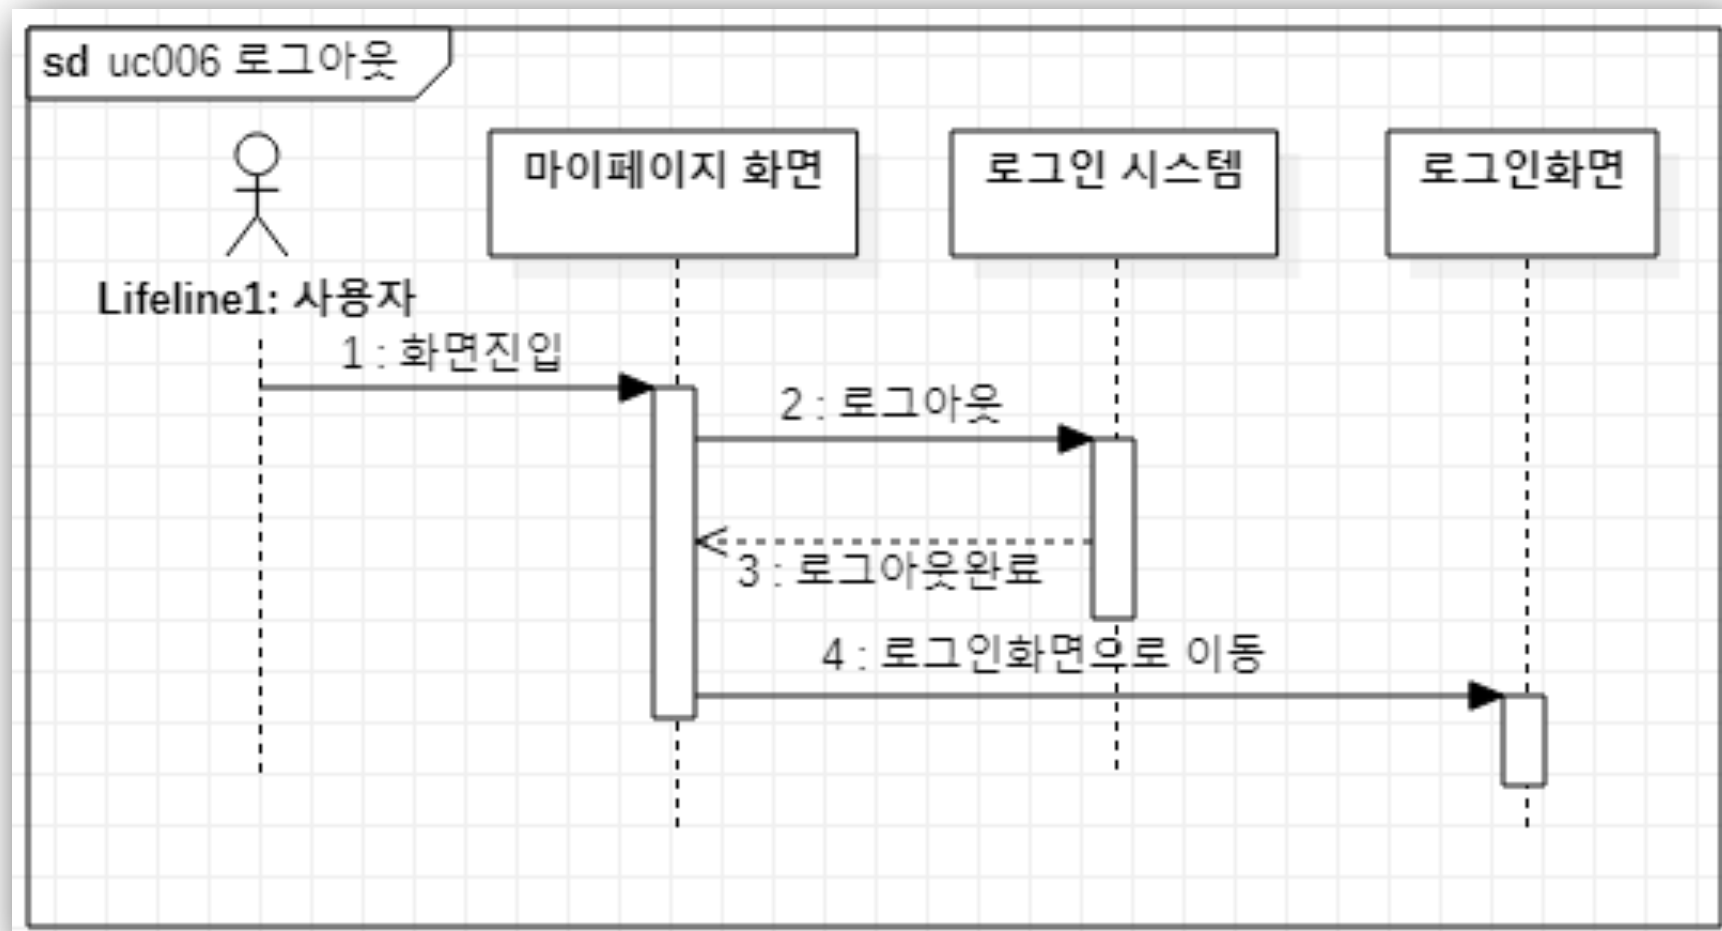 sd uc006 로그아웃
마이페이지 화면
로그인 시스템
로그인화면
Lifeline1: 사용자
1 : 화면진입
2 : 로그아웃
3 : 로그아웃완료
4 : 로그인화면으로 이동